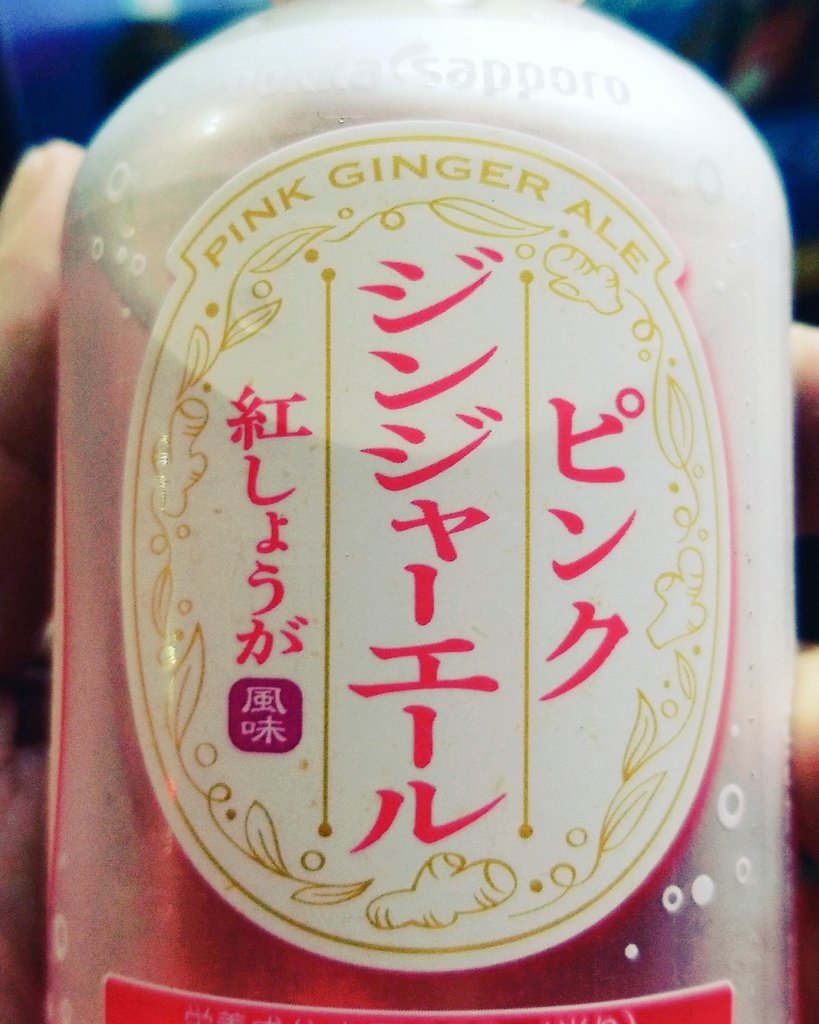 pokka sapporo
PINK GINGER ALE
ピンク
ジンジャーエール
紅しょうが
風味